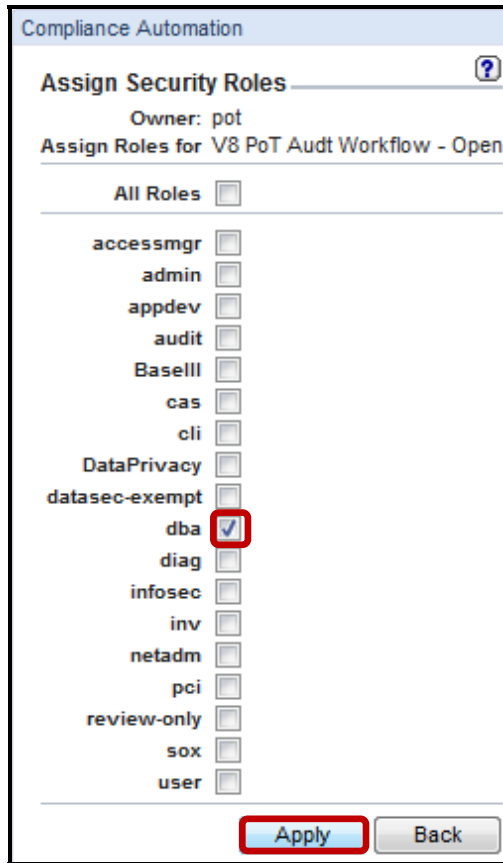 Compliance Automation
Assign Security Roles
?
Owner: pot
Assign Roles for V8 PoT Audt Workflow - Open
All Roles
accessmgr
admin
appdev
audit
BaselII
cas
cli
DataPrivacy
datasec-exempt
dba
diag
infosec
inv
netadm
pci
review-only
sox
user
Apply Back